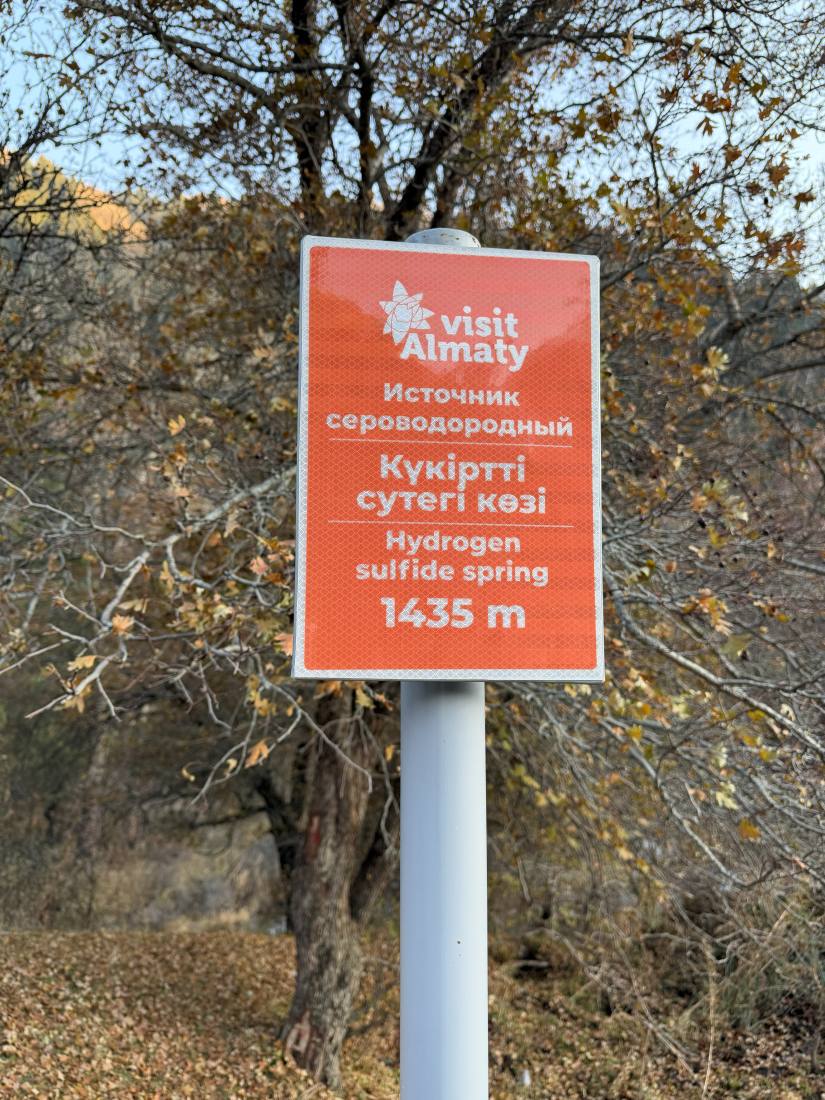 visit
Almaty
Источник
сероводородный
Күкіртті
сутегі көзі
Hydrogen
sulfide spring
1435 m